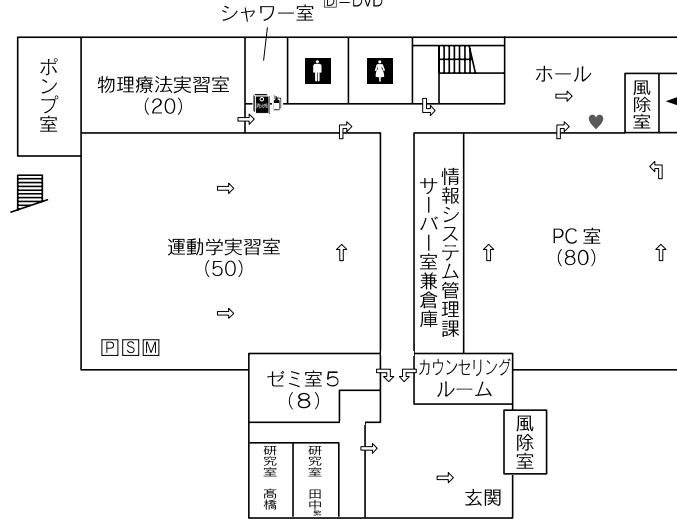 シャワー室
D=DVD
ポンプ室
物理療法実習室
(20)
ホール
風除室
運動学実習室
(50)
情報システム管理課
サーバー室兼倉庫
PC 室
(80)
P S M
ゼミ室5
(8)
カウンセリング
ルーム
風除室
研究室 髙橋
研究室 田中繁
玄関